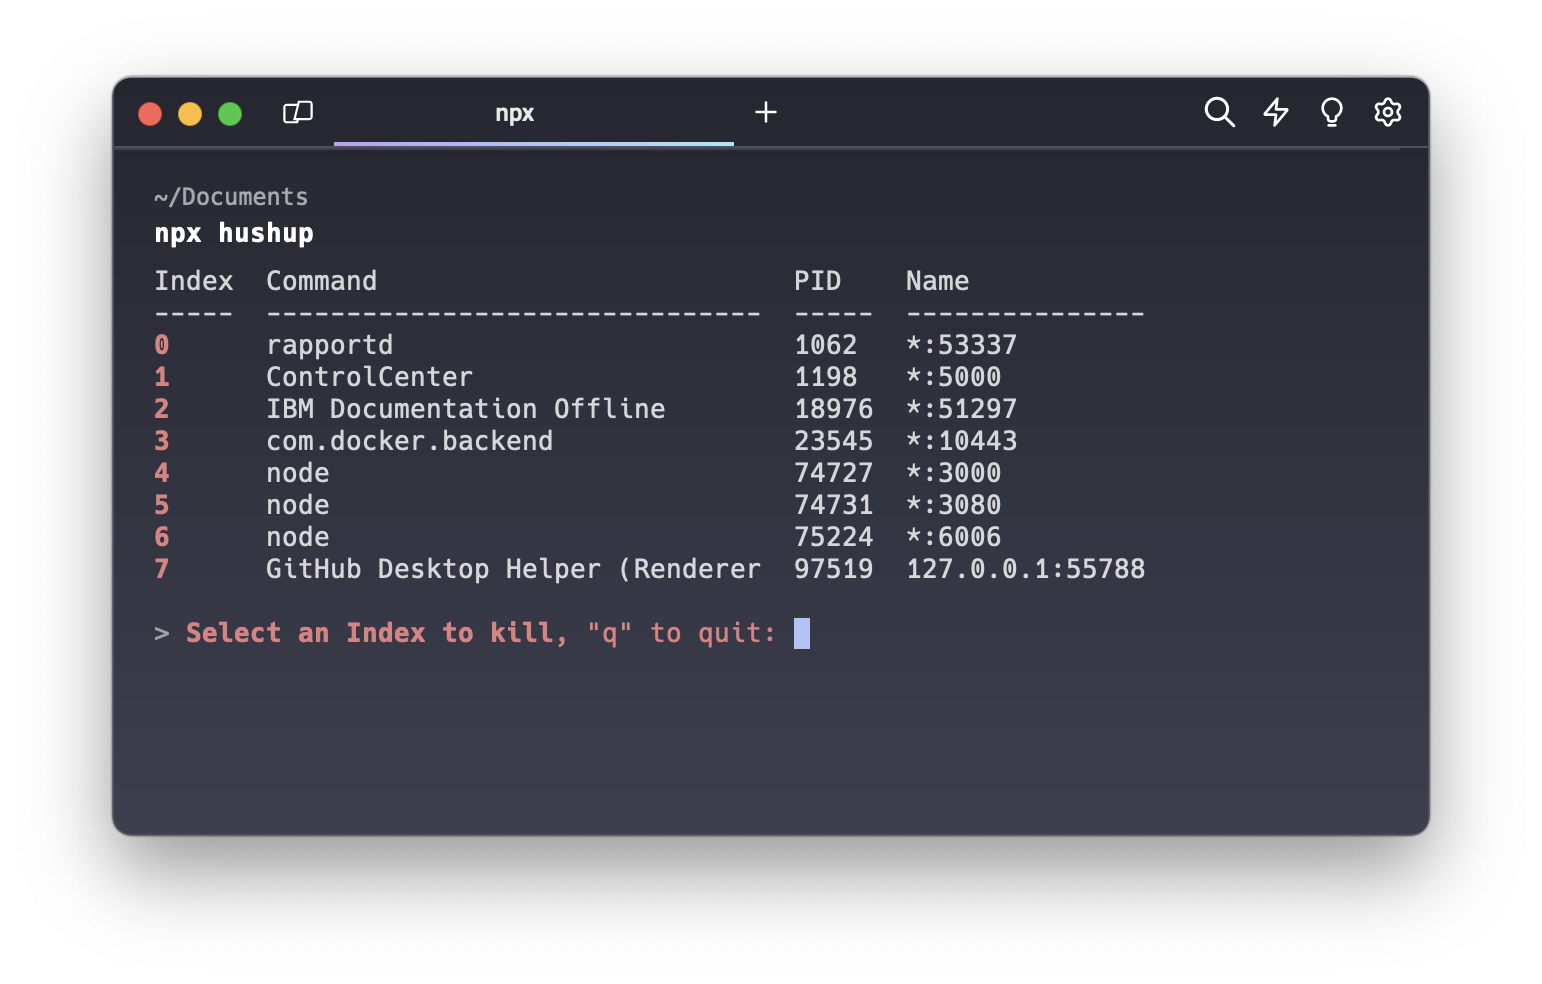 npx
~/Documents
npx hushup
Index  Command                          PID    Name
-----  -------------------------------  -----  ---------------
0      rapportd                         1062   *:53337
1      ControlCenter                    1198   *:5000
2      IBM Documentation Offline        18976  *:51297
3      com.docker.backend               23545  *:10443
4      node                             74727  *:3000
5      node                             74731  *:3080
6      node                             75224  *:6006
7      GitHub Desktop Helper (Renderer  97519  127.0.0.1:55788
> Select an Index to kill, "q" to quit: